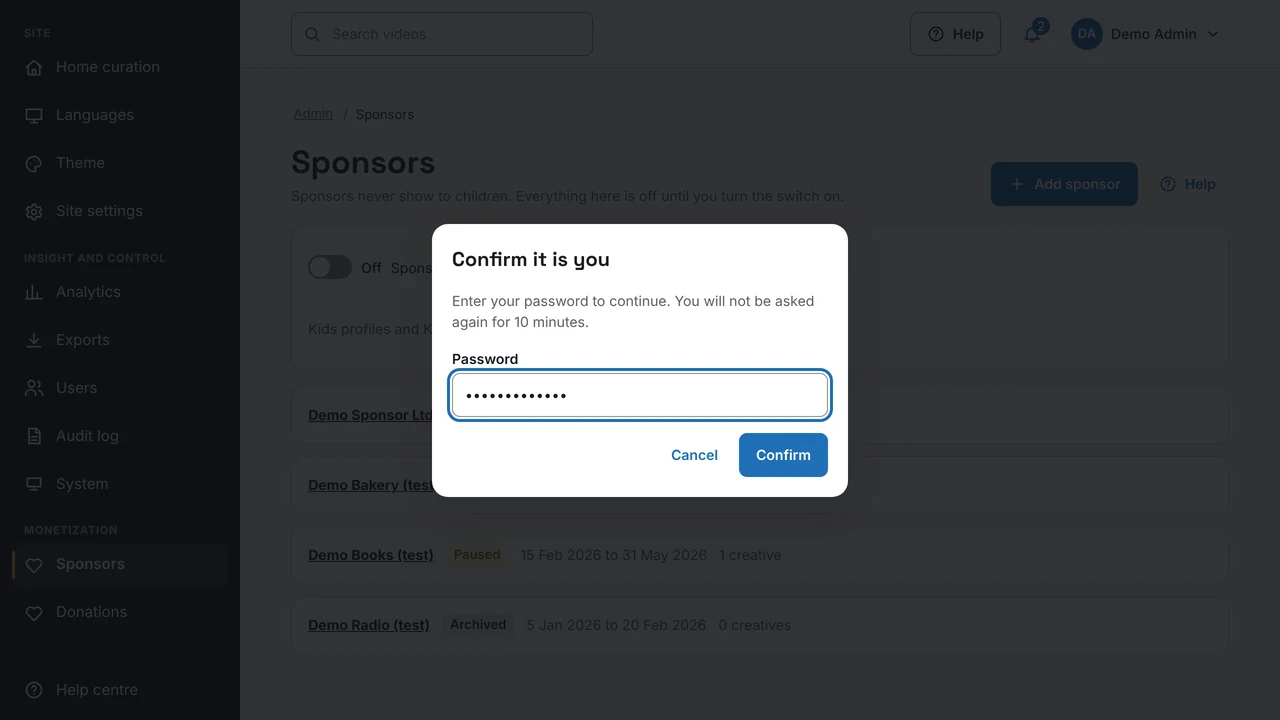 SITE
Home curation
Languages
Theme
Site settings
INSIGHT AND CONTROL
Analytics
Exports
Users
Audit log
System
MONETIZATION
Sponsors
Donations
Help centre
Search videos
Help
2
DA Demo Admin
Admin / Sponsors
Sponsors
Sponsors never show to children. Everything here is off until you turn the switch on.
+ Add sponsor
Help
Off Spons
Kids profiles and K
Demo Sponsor Ltd
Demo Bakery (test
Demo Books (test) Paused 15 Feb 2026 to 31 May 2026 1 creative
Demo Radio (test) Archived 5 Jan 2026 to 20 Feb 2026 0 creatives
Confirm it is you
Enter your password to continue. You will not be asked
again for 10 minutes.
Password
•••••••••••••
Cancel Confirm